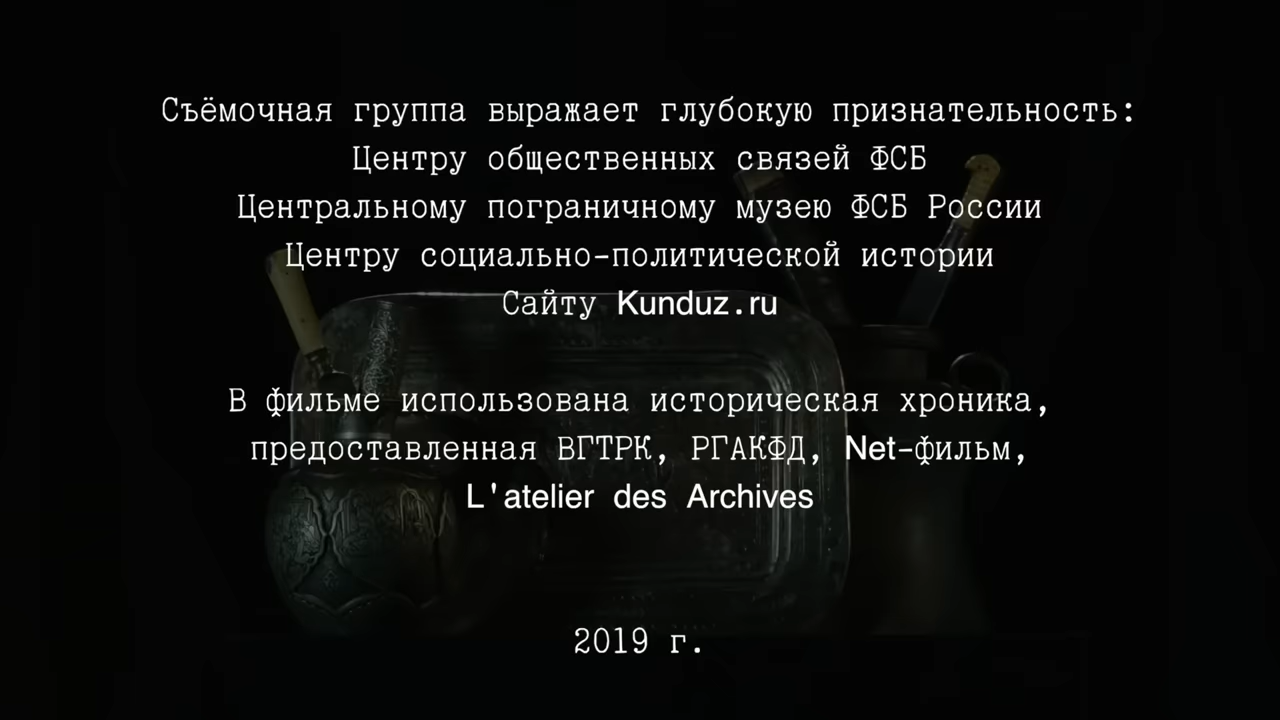 Съёмочная группа выражает глубокую признательность:
Центру общественных связей ФСБ
Центральному пограничному музею ФСБ России
Центру социально-политической истории
Сайту Kunduz.ru
В фильме использована историческая хроника,
предоставленная ВГТРК, РГАКФД, Net-фильм,
L'atelier des Archives
2019 г.